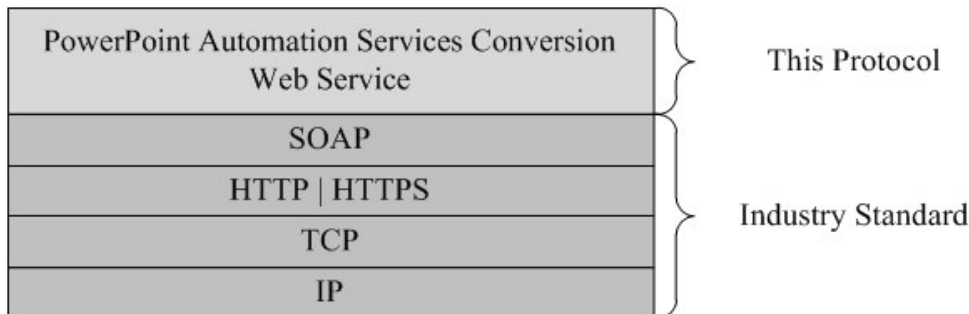 PowerPoint Automation Services Conversion
Web Service
This Protocol
SOAP
HTTP | HTTPS
TCP
IP
Industry Standard